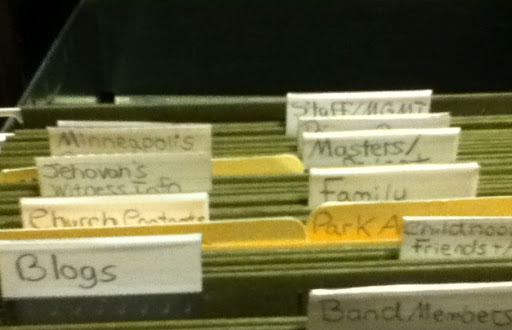 Staff/MGMT
Minneapolis
Masters/
Jehovah's
Witness Info
Family
Church Contacts
Park
Childhood
Friends
Blogs
Band/Members